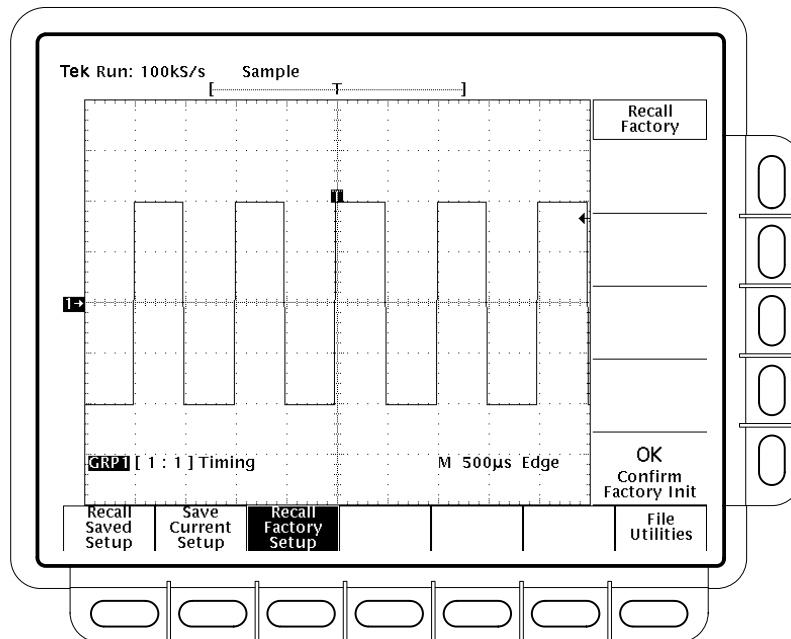 Tek Run: 100kS/s Sample
[ T ]
Recall
Factory
T
1→
GRP1 [ 1 : 1 ] Timing
M 500µs Edge
OK
Confirm
Factory Init
Recall
Saved
Setup
Save
Current
Setup
Recall
Factory
Setup
File
Utilities